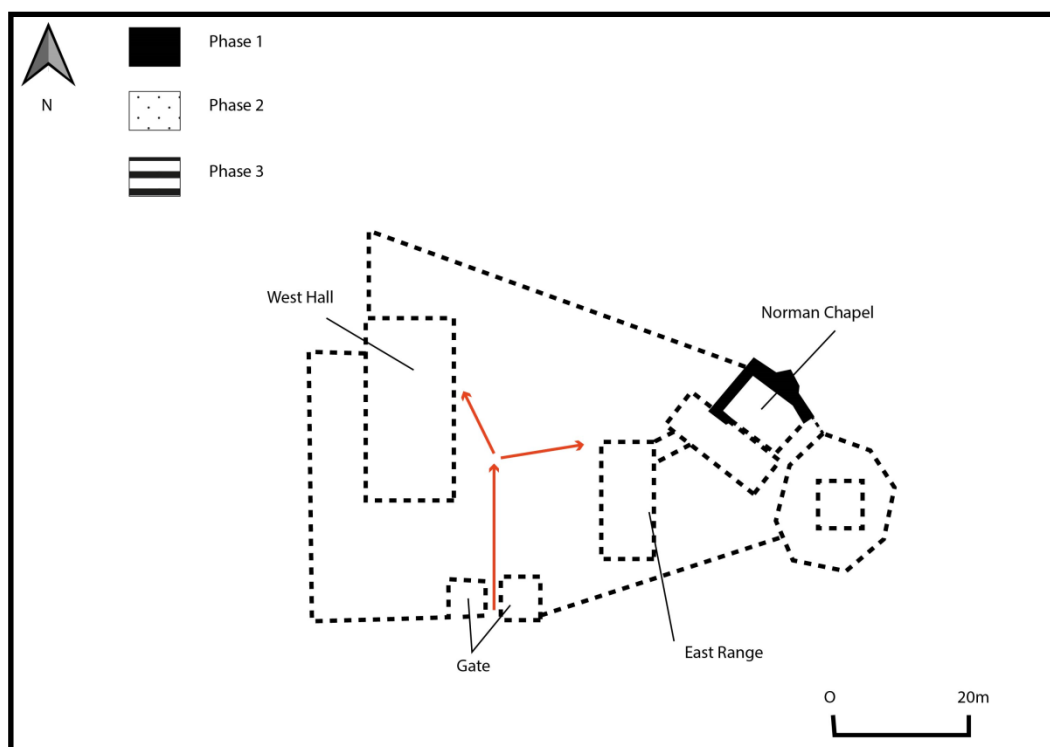 Phase 1
N
Phase 2
Phase 3
West Hall
Norman Chapel
Gate
East Range
O
20m